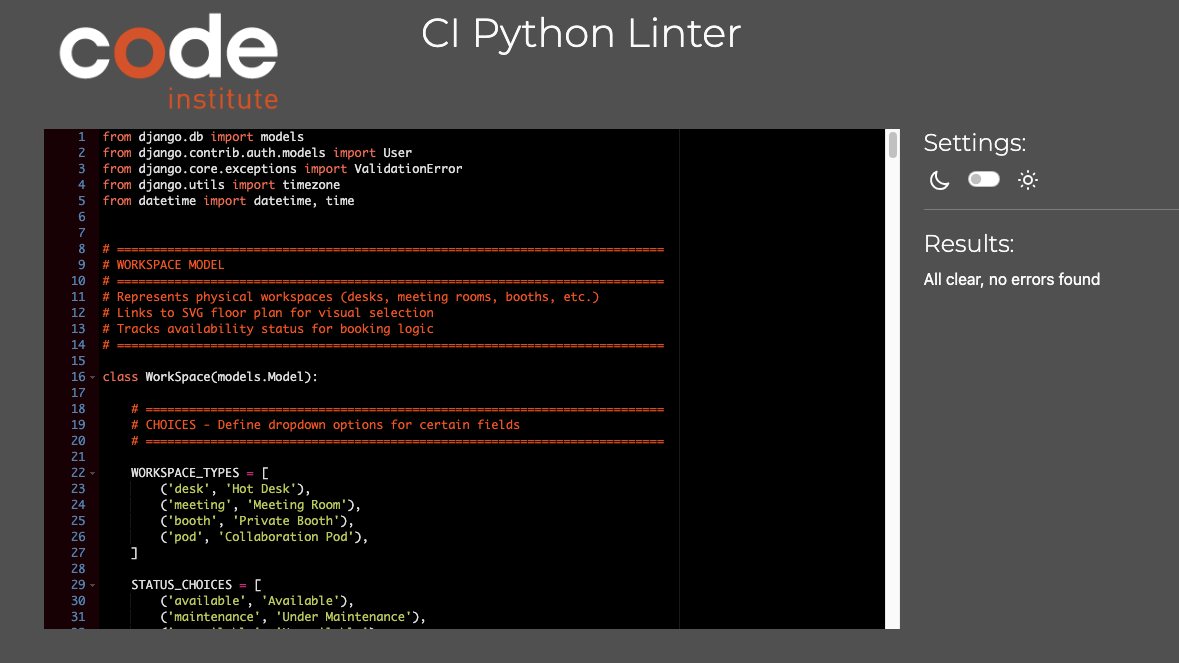 code
institute
CI Python Linter
1 from django.db import models
2 from django.contrib.auth.models import User
3 from django.core.exceptions import ValidationError
4 from django.utils import timezone
5 from datetime import datetime, time
6
7
8 # ============================================================================
9 # WORKSPACE MODEL
10 # ============================================================================
11 # Represents physical workspaces (desks, meeting rooms, booths, etc.)
12 # Links to SVG floor plan for visual selection
13 # Tracks availability status for booking logic
14 # ============================================================================
15
16 class WorkSpace(models.Model):
17
18     # ========================================================================
19     # CHOICES - Define dropdown options for certain fields
20     # ========================================================================
21
22     WORKSPACE_TYPES = [
23         ('desk', 'Hot Desk'),
24         ('meeting', 'Meeting Room'),
25         ('booth', 'Private Booth'),
26         ('pod', 'Collaboration Pod'),
27     ]
28
29     STATUS_CHOICES = [
30         ('available', 'Available'),
31         ('maintenance', 'Under Maintenance'),
Settings:
Results:
All clear, no errors found